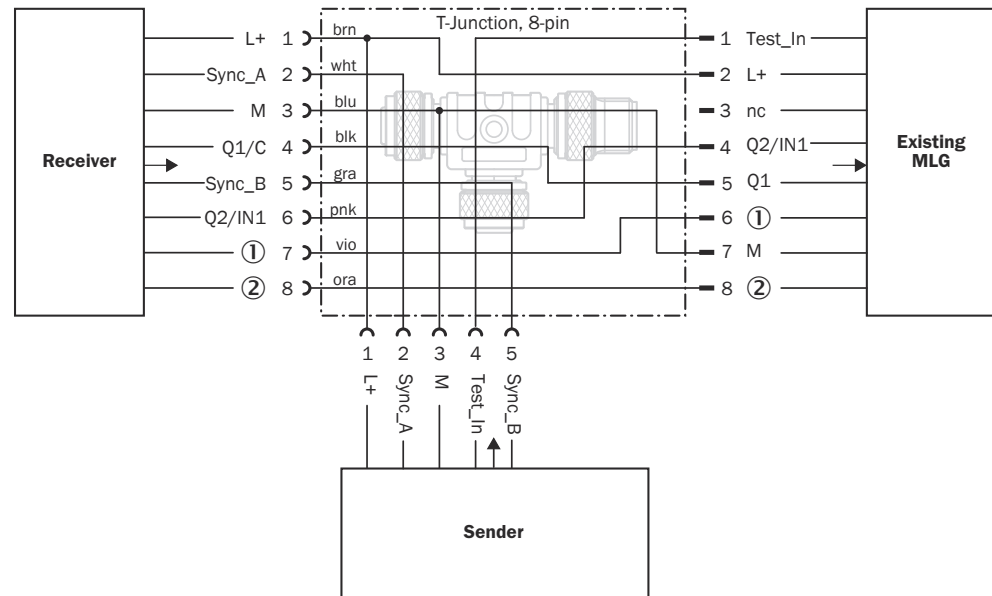 T-Junction, 8-pin
L+ 1 brn 1 Test_In
Sync_A 2 wht 2 L+
M 3 blu 3 nc
Q1/C 4 blk 4 Q2/IN1
Receiver
Existing
MLG
Sync_B 5 gra 5 Q1
Q2/IN1 6 pnk 6 ①
① 7 vio 7 M
② 8 ora 8 ②
1 2 3 4 5
L+
Sync_A
M
Test_In
Sync_B
Sender